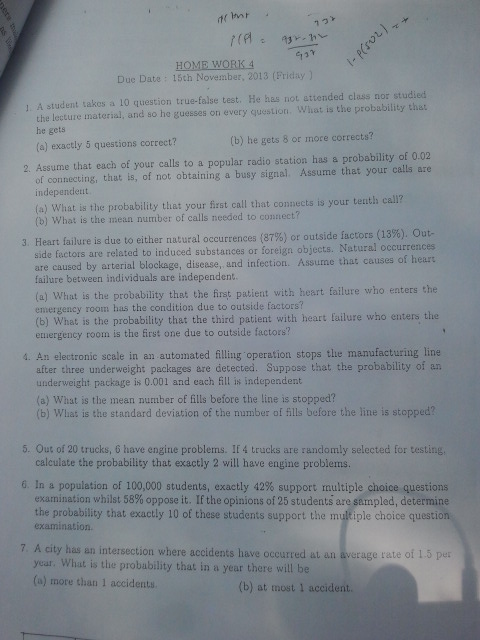 HOME WORK 4
Due Date : 15th November, 2013 (Friday )
1. A student takes a 10 question true-false test. He has not attended class nor studied
the lecture material, and so he guesses on every question. What is the probability that
he gets
(a) exactly 5 questions correct? (b) he gets 8 or more corrects?
2. Assume that each of your calls to a popular radio station has a probability of 0.02
of connecting, that is, of not obtaining a busy signal. Assume that your calls are
independent.
(a) What is the probability that your first call that connects is your tenth call?
(b) What is the mean number of calls needed to connect?
3. Heart failure is due to either natural occurrences (87%) or outside factors (13%). Out-
side factors are related to induced substances or foreign objects. Natural occurrences
are caused by arterial blockage, disease, and infection. Assume that causes of heart
failure between individuals are independent.
(a) What is the probability that the first patient with heart failure who enters the
emergency room has the condition due to outside factors?
(b) What is the probability that the third patient with heart failure who enters the
emergency room is the first one due to outside factors?
4. An electronic scale in an automated filling operation stops the manufacturing line
after three underweight packages are detected. Suppose that the probability of an
underweight package is 0.001 and each fill is independent
(a) What is the mean number of fills before the line is stopped?
(b) What is the standard deviation of the number of fills before the line is stopped?
5. Out of 20 trucks, 6 have engine problems. If 4 trucks are randomly selected for testing,
calculate the probability that exactly 2 will have engine problems.
6. In a population of 100,000 students, exactly 42% support multiple choice questions
examination whilst 58% oppose it. If the opinions of 25 students are sampled, determine
the probability that exactly 10 of these students support the multiple choice question
examination.
7. A city has an intersection where accidents have occurred at an average rate of 1.5 per
year. What is the probability that in a year there will be
(a) more than 1 accidents. (b) at most 1 accident.